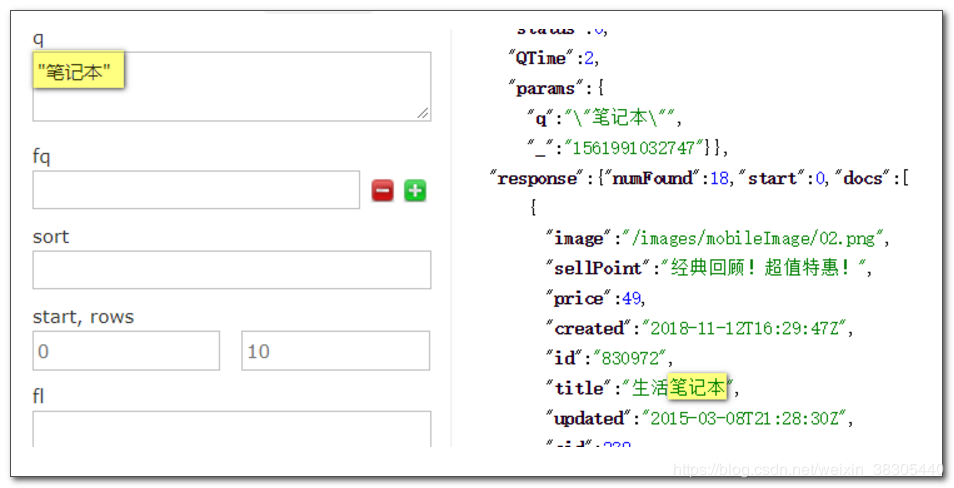 q
"笔记本"
fq
sort
start, rows
0
10
fl
"status":0,
"QTime":2,
"params":{
"q":"\"笔记本\"",
"_":"1561991032747"}},
"response":{"numFound":18,"start":0,"docs":[
{
"image":"/images/mobileImage/02.png",
"sellPoint":"经典回顾！超值特惠！",
"price":49,
"created":"2018-11-12T16:29:47Z",
"id":"830972",
"title":"生活笔记本",
"updated":"2015-03-08T21:28:30Z",
https://blog.csdn.net/weixin_38305440